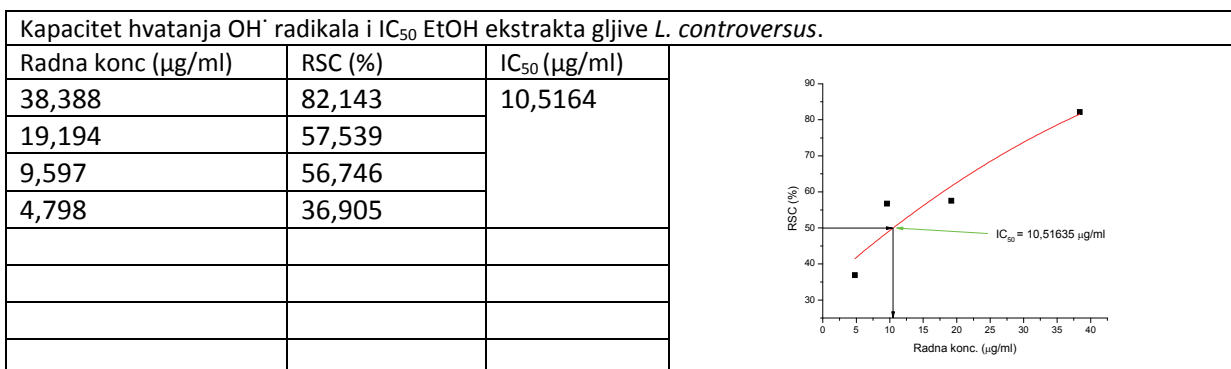 Kapacitet hvatanja OH˙ radikala i IC₅₀ EtOH ekstrakta gljive L. controversus.
Radna konc (µg/ml) RSC (%) IC₅₀ (µg/ml)
38,388 82,143 10,5164
19,194 57,539
9,597 56,746
4,798 36,905
90
80
70
60
50
40
30
RSC (%)
IC₅₀ = 10,51635 µg/ml
0 5 10 15 20 25 30 35 40
Radna konc. (µg/ml)